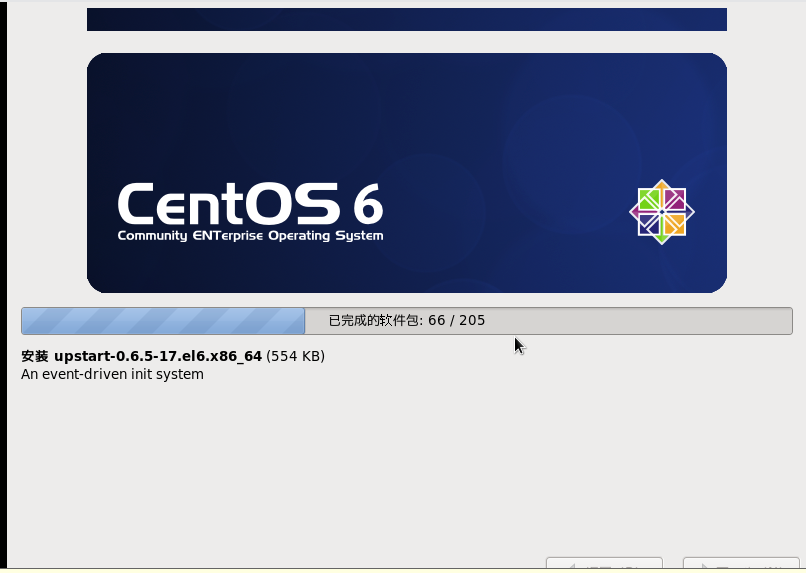 CentOS 6
Community ENTerprise Operating System
已完成的软件包: 66 / 205
安装 upstart-0.6.5-17.el6.x86_64 (554 KB)
An event-driven init system